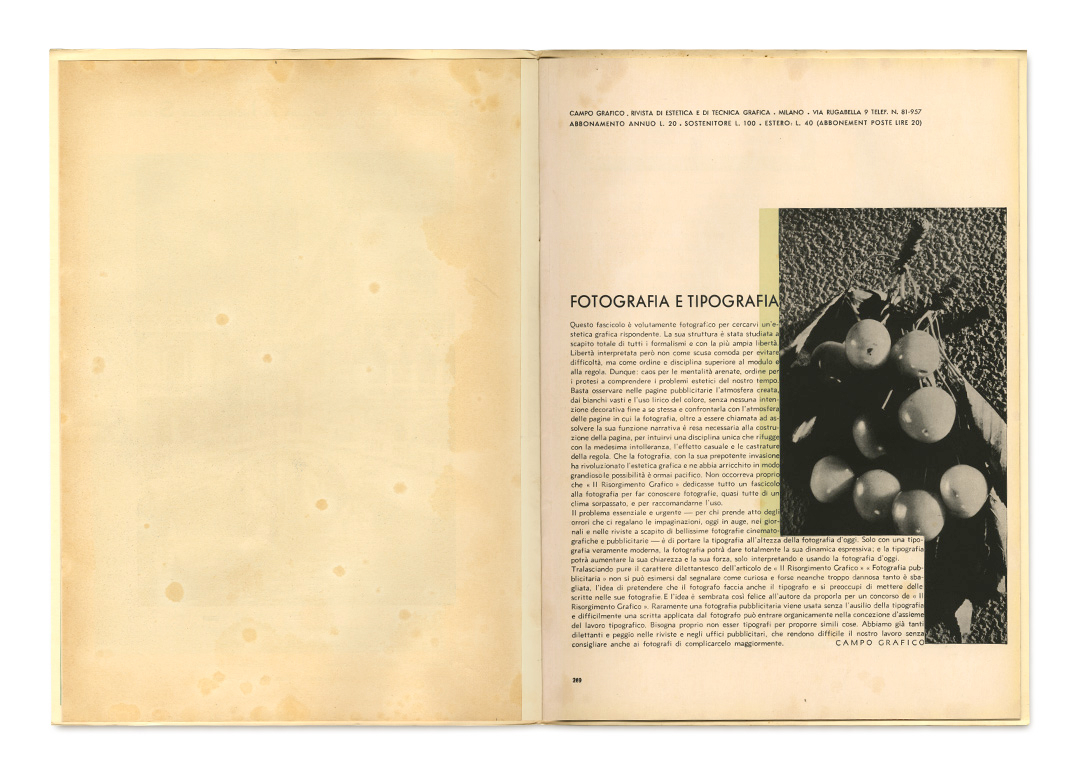 CAMPO GRAFICO, RIVISTA DI ESTETICA E DI TECNICA GRAFICA • MILANO • VIA RUGABELLA 9 TELEF. N. 81-957
ABBONAMENTO ANNUO L. 20 • SOSTENITORE L. 100 • ESTERO: L. 40 (ABBONEMENT POSTE LIRE 20)
FOTOGRAFIA E TIPOGRAFIA
Questo fascicolo è volutamente fotografico per cercarvi un'e-
stetica grafica rispondente. La sua struttura è stata studiata a
scapito totale di tutti i formalismi e con la più ampia libertà.
Libertà interpretata però non come scusa comoda per evitare
difficoltà, ma come ordine e disciplina superiore al modulo e
alla regola. Dunque: caos per le mentalità arenate, ordine per
i protesi a comprendere i problemi estetici del nostro tempo.
Basta osservare nelle pagine pubblicitarie l'atmosfera creata,
dai bianchi vasti e l'uso lirico del colore, senza nessuna inten-
zione decorativa fine a se stessa e confrontarla con l'atmosfera
delle pagine in cui la fotografia, oltre a essere chiamata ad as-
solvere la sua funzione narrativa è resa necessaria alla costru-
zione della pagina, per intuirvi una disciplina unica che rifugge
con la medesima intolleranza, l'effetto casuale e le castrature
della regola. Che la fotografia, con la sua prepotente invasione
ha rivoluzionato l'estetica grafica e ne abbia arricchito in modo
grandioso le possibilità è ormai pacifico. Non occorreva proprio
che « Il Risorgimento Grafico » dedicasse tutto un fascicolo
alla fotografia per far conoscere fotografie, quasi tutte di un
clima sorpassato, e per raccomandarne l'uso.
Il problema essenziale e urgente — per chi prende atto degli
orrori che ci regalano le impaginazioni, oggi in auge, nei gior-
nali e nelle riviste a scapito di bellissime fotografie cinemato-
grafiche e pubblicitarie — è di portare la tipografia all'altezza della fotografia d'oggi. Solo con una tipo-
grafia veramente moderna, la fotografia potrà dare totalmente la sua dinamica espressiva; e la tipografia
potrà aumentare la sua chiarezza e la sua forza, solo interpretando e usando la fotografia d'oggi.
Tralasciando pure il carattere dilettantesco dell'articolo de « Il Risorgimento Grafico » « Fotografia pub-
blicitaria » non si può esimersi dal segnalare come curiosa e forse neanche troppo dannosa tanto è sba-
gliata, l'idea di pretendere che il fotografo faccia anche il tipografo e si preoccupi di mettere delle
scritte nelle sue fotografie. E l'idea è sembrata così felice all'autore da proporla per un concorso de « Il
Risorgimento Grafico ». Raramente una fotografia pubblicitaria viene usata senza l'ausilio della tipografia
e difficilmente una scritta applicata dal fotografo può entrare organicamente nella concezione d'assieme
del lavoro tipografico. Bisogna proprio non esser tipografi per proporre simili cose. Abbiamo già tanti
dilettanti e peggio nelle riviste e negli uffici pubblicitari, che rendono difficile il nostro lavoro senza
consigliare anche ai fotografi di complicarcelo maggiormente. CAMPO GRAFICO